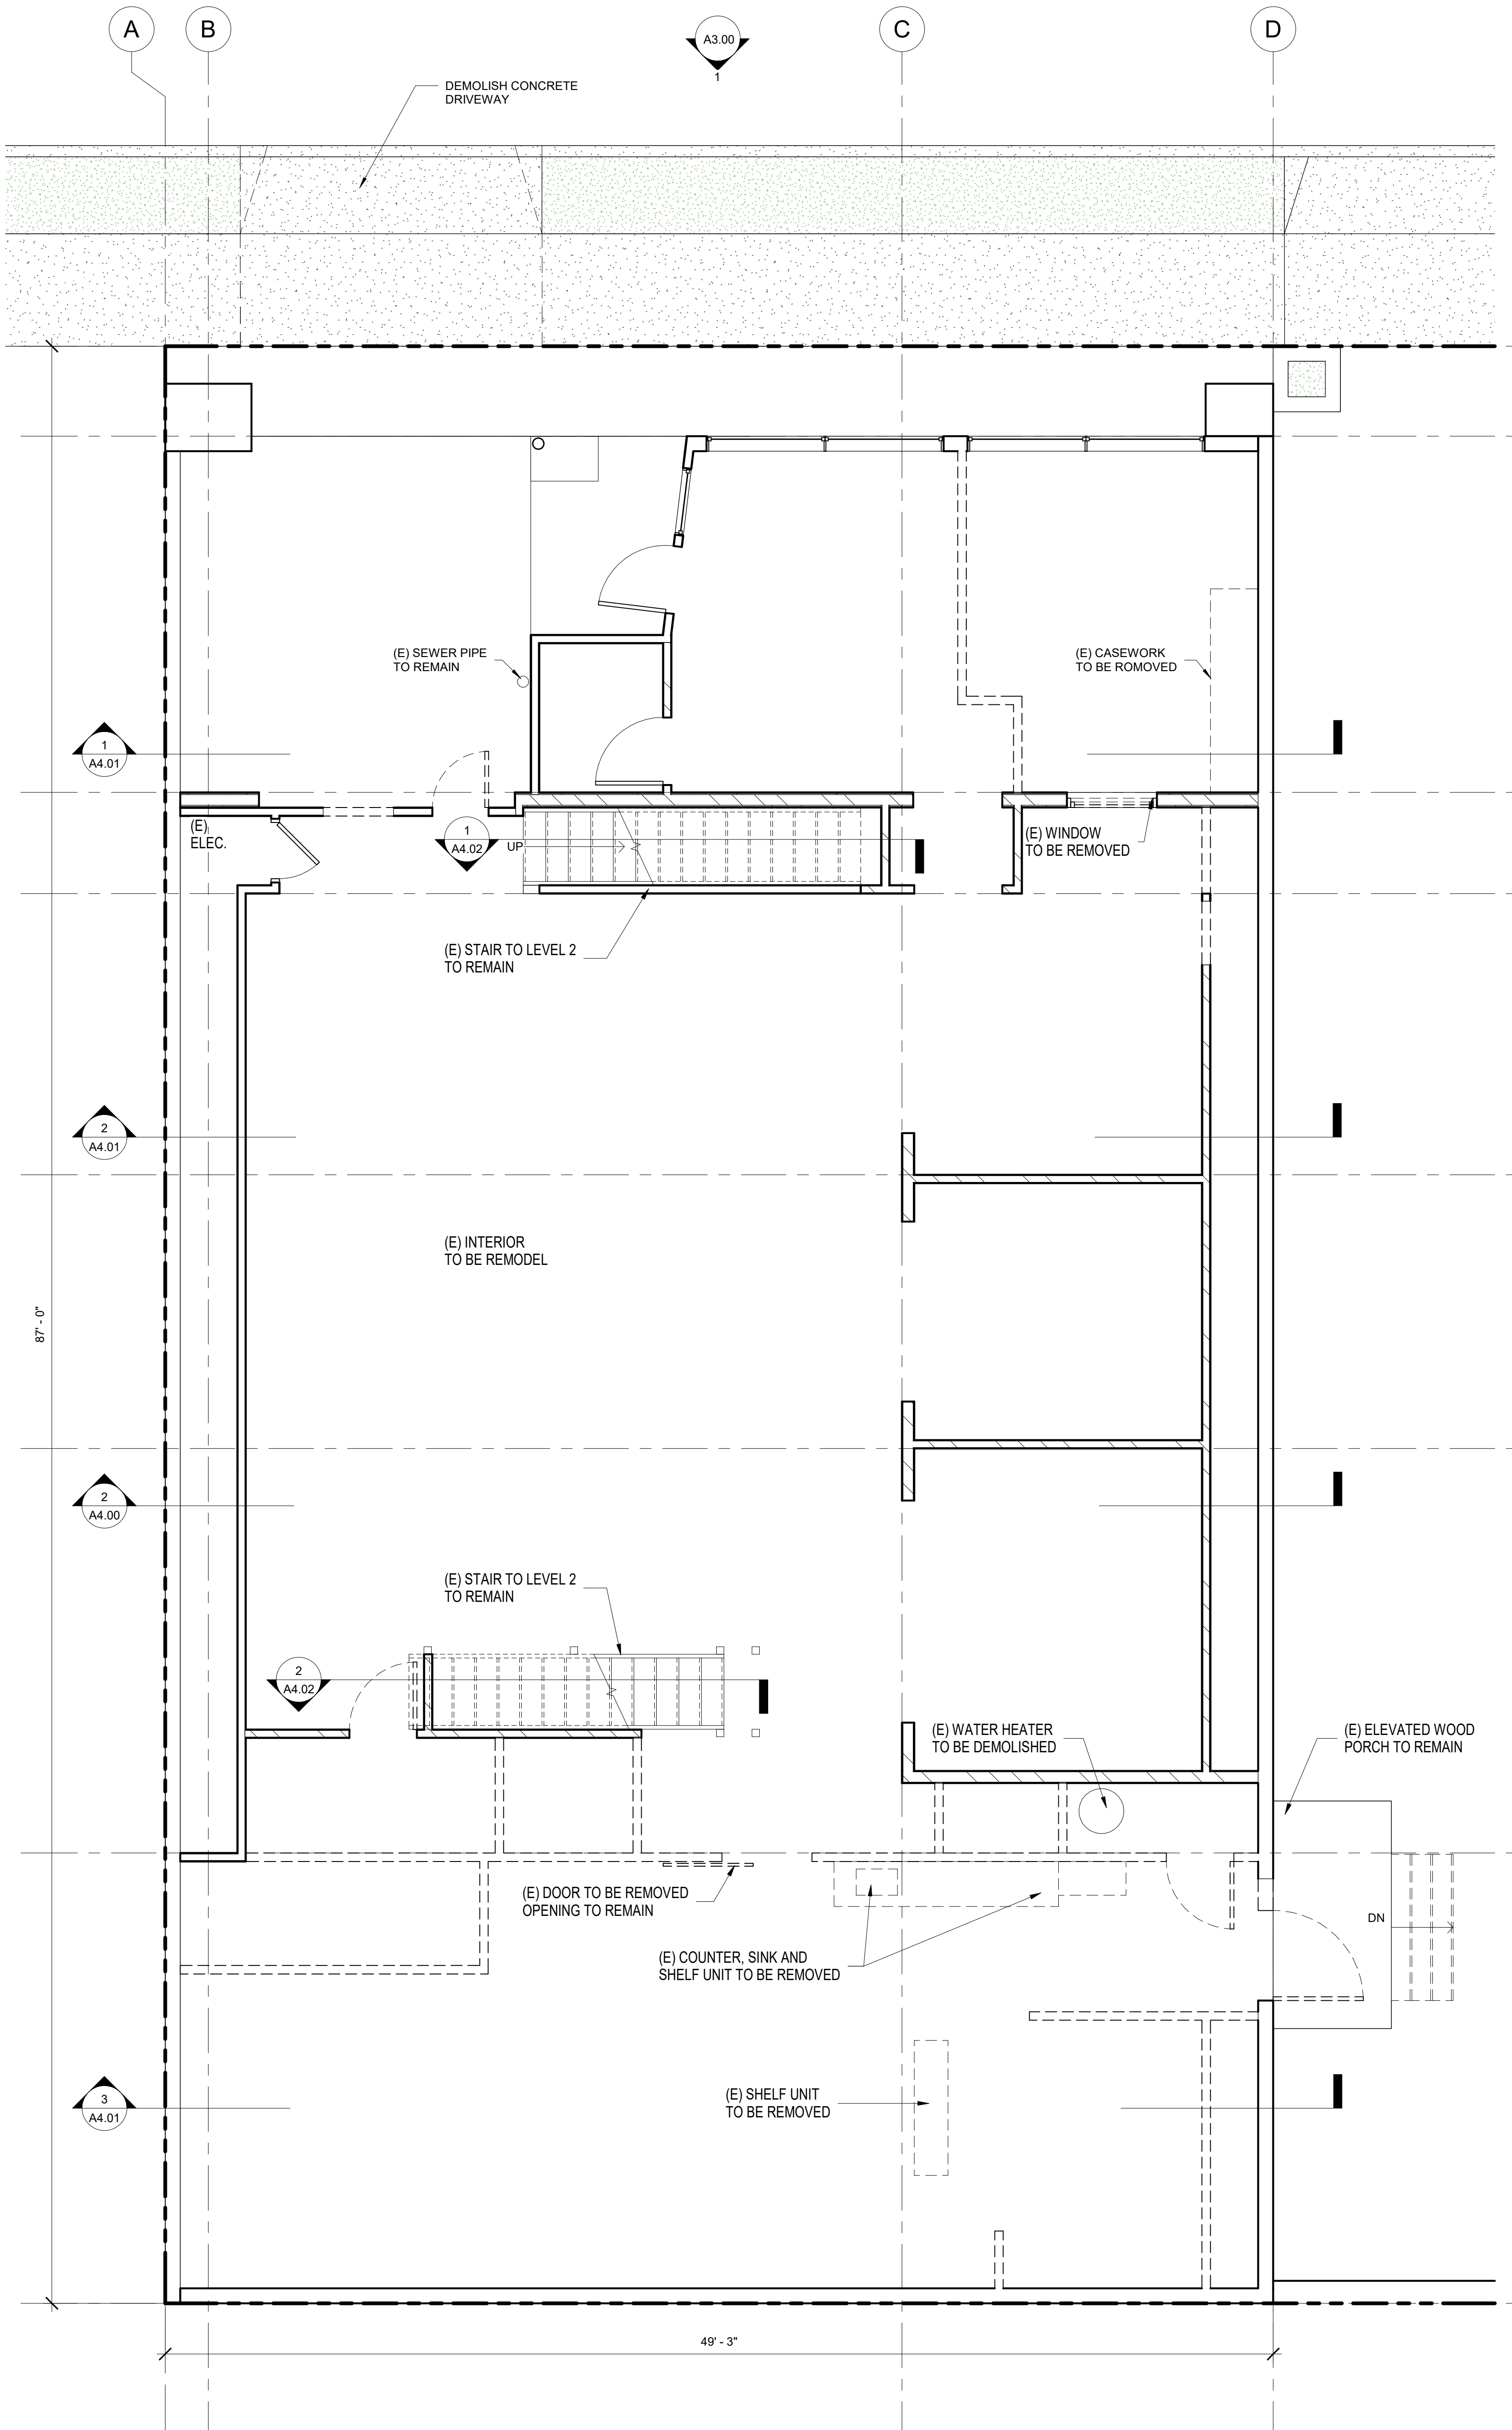 A
B
A3.00
1
C
D
DEMOLISH CONCRETE
DRIVEWAY
(E) SEWER PIPE
TO REMAIN
(E) CASEWORK
TO BE ROMOVED
1
A4.01
(E)
ELEC.
1
A4.02
UP
(E) WINDOW
TO BE REMOVED
(E) STAIR TO LEVEL 2
TO REMAIN
2
A4.01
(E) INTERIOR
TO BE REMODEL
87' - 0"
2
A4.00
(E) STAIR TO LEVEL 2
TO REMAIN
2
A4.02
(E) WATER HEATER
TO BE DEMOLISHED
(E) ELEVATED WOOD
PORCH TO REMAIN
(E) DOOR TO BE REMOVED
OPENING TO REMAIN
DN
(E) COUNTER, SINK AND
SHELF UNIT TO BE REMOVED
3
A4.01
(E) SHELF UNIT
TO BE REMOVED
49' - 3"